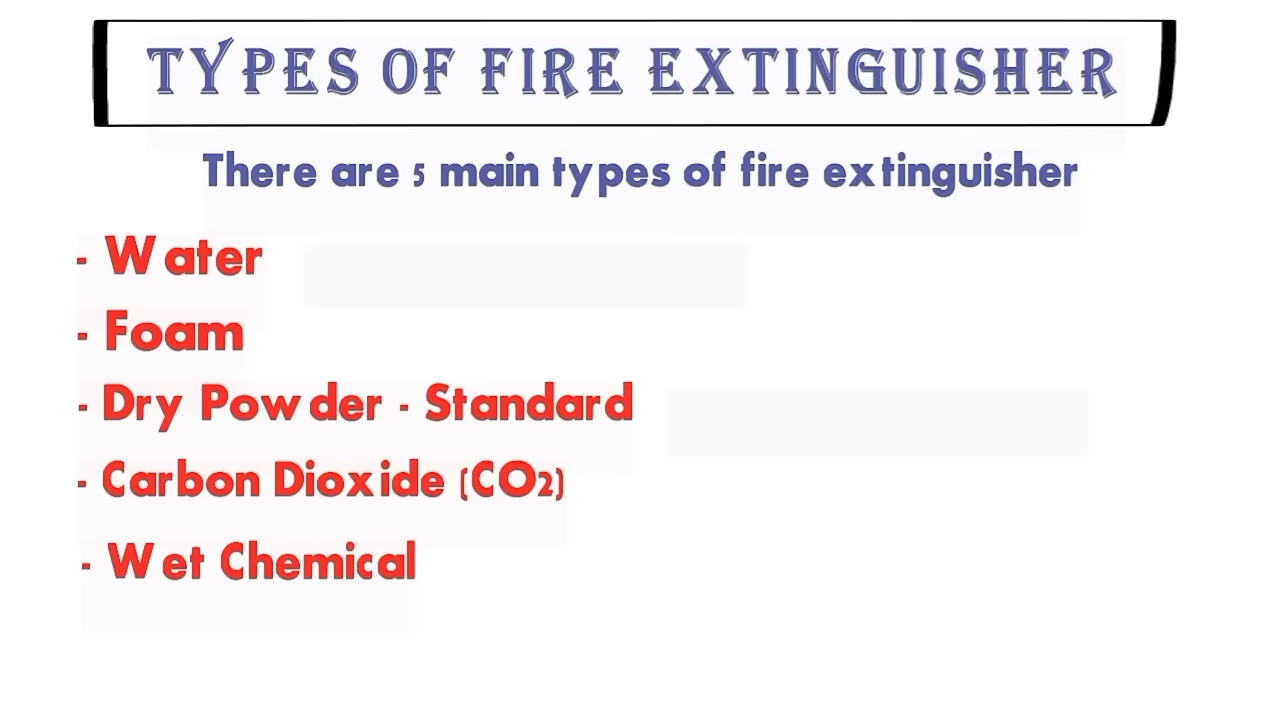 TYPES OF FIRE EXTINGUISHER
There are 5 main types of fire extinguisher
- Water
- Foam
- Dry Powder - Standard
- Carbon Dioxide (CO2)
- Wet Chemical